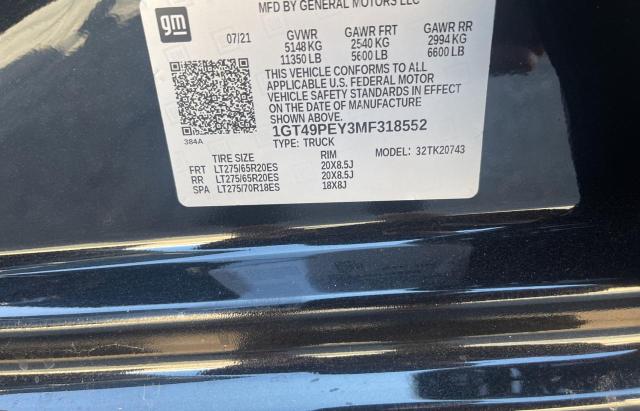 MFD BY GENERAL MOTORS LLC
gm
07/21 GVWR GAWR FRT GAWR RR
5148 KG 2540 KG 2994 KG
11350 LB 5600 LB 6600 LB
THIS VEHICLE CONFORMS TO ALL
APPLICABLE U.S. FEDERAL MOTOR
VEHICLE SAFETY STANDARDS IN EFFECT
ON THE DATE OF MANUFACTURE
SHOWN ABOVE.
384A
1GT49PEY3MF318552
TYPE: TRUCK MODEL: 32TK20743
TIRE SIZE RIM
FRT LT275/65R20ES 20X8.5J
RR LT275/65R20ES 20X8.5J
SPA LT275/70R18ES 18X8J